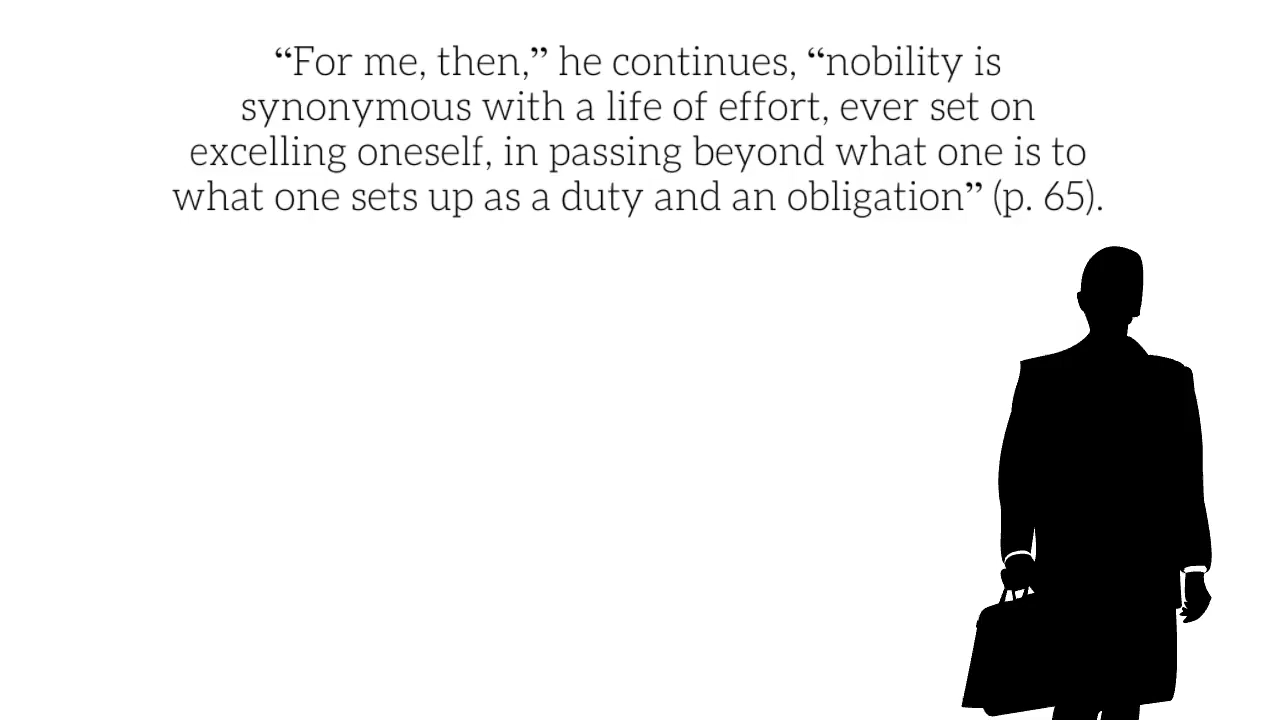 “For me, then,” he continues, “nobility is
synonymous with a life of effort, ever set on
excelling oneself, in passing beyond what one is to
what one sets up as a duty and an obligation” (p. 65).